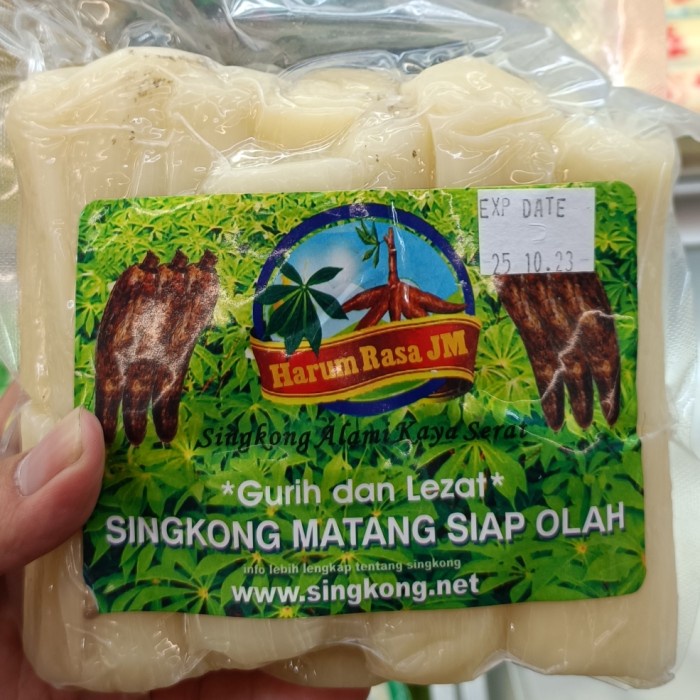 EXP DATE
25 10.23
Harum Rasa JM
Singkong Alami Kaya Serat
*Gurih dan Lezat*
SINGKONG MATANG SIAP OLAH
info lebih lengkap tentang singkong
www.singkong.net